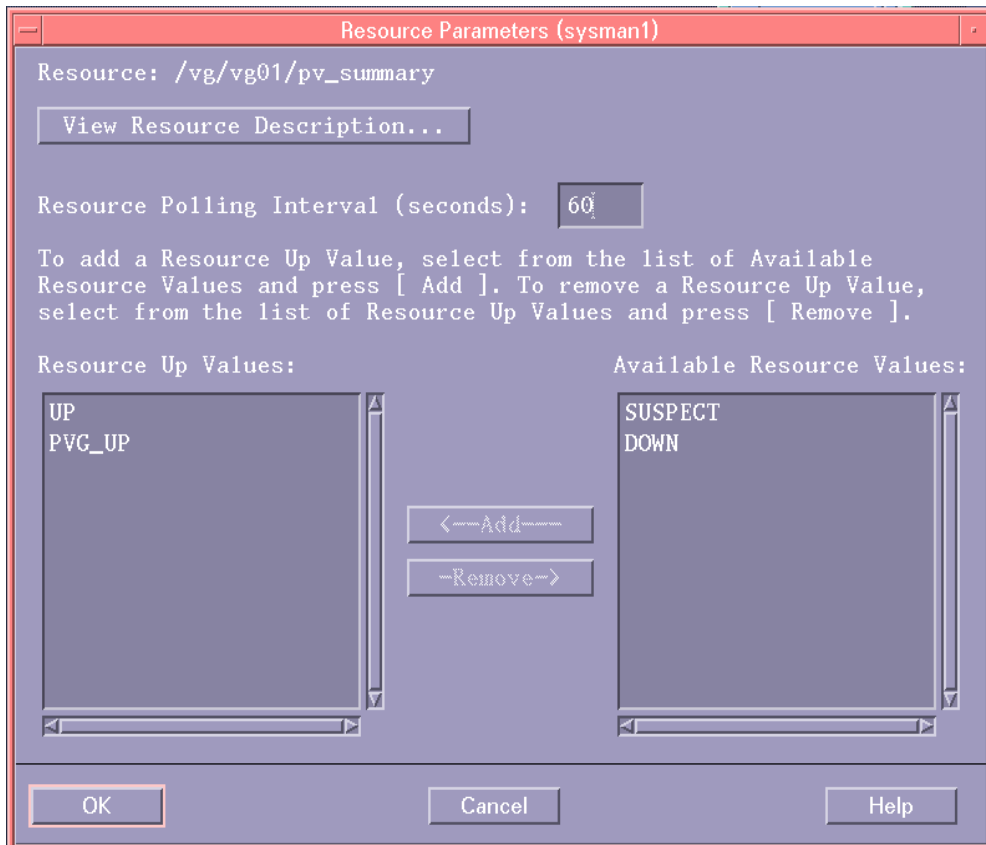 Resource Parameters (sysman1)
Resource: /vg/vg01/pv_summary
View Resource Description...
Resource Polling Interval (seconds): 60
To add a Resource Up Value, select from the list of Available
Resource Values and press [ Add ]. To remove a Resource Up Value,
select from the list of Resource Up Values and press [ Remove ].
Resource Up Values:
UP
PVG_UP
<--Add---
-Remove->
Available Resource Values:
SUSPECT
DOWN
OK
Cancel
Help